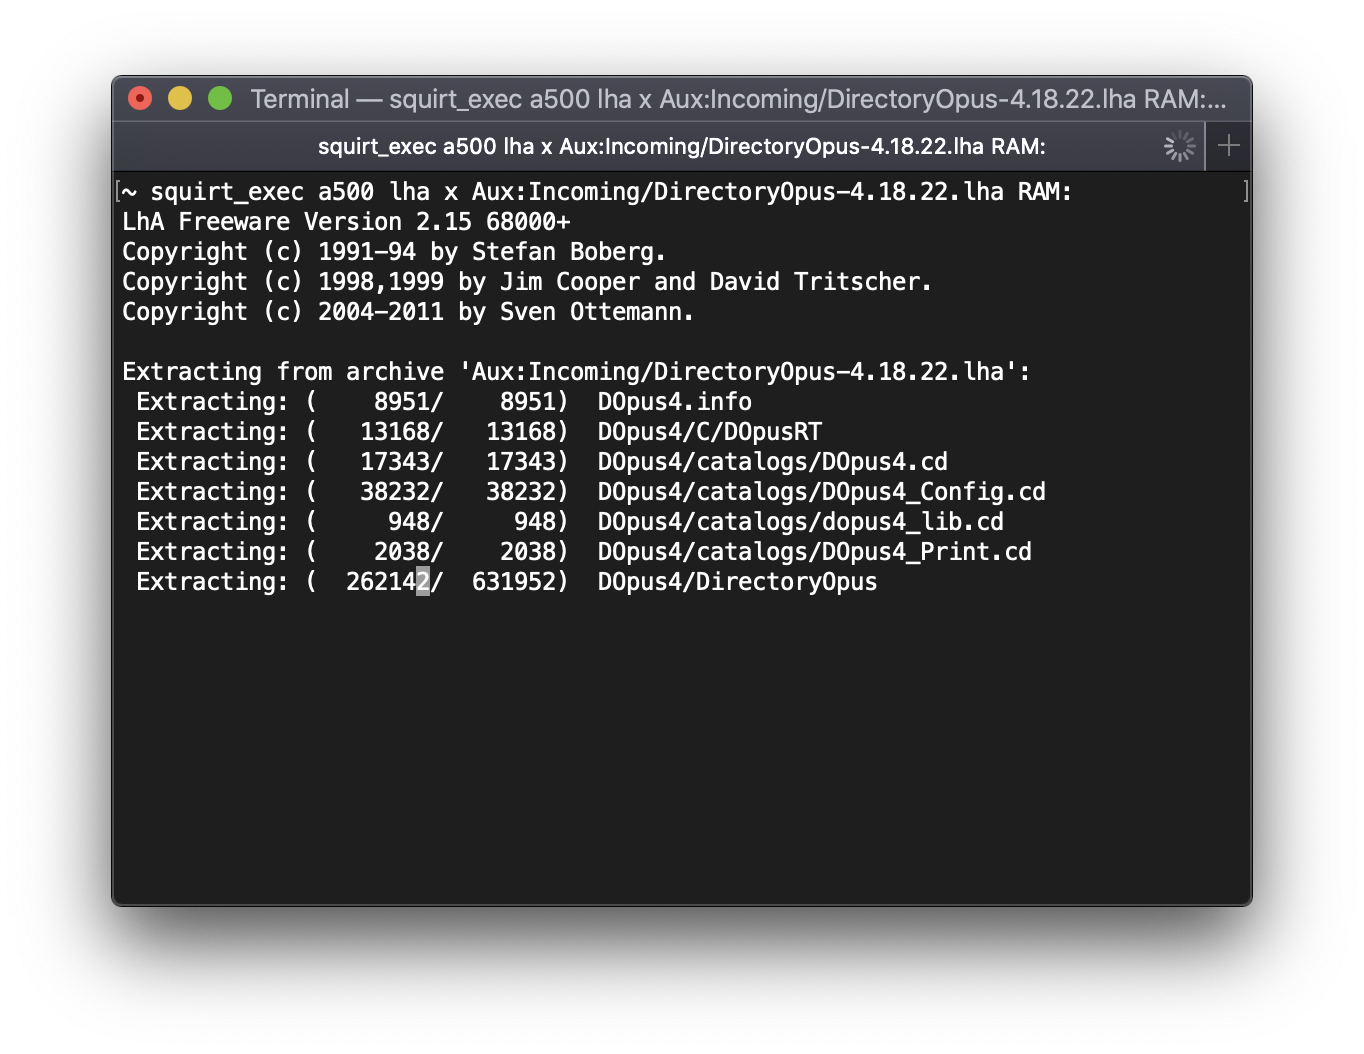 Terminal — squirt_exec a500 lha x Aux:Incoming/DirectoryOpus-4.18.22.lha RAM:...
squirt_exec a500 lha x Aux:Incoming/DirectoryOpus-4.18.22.lha RAM:
[~ squirt_exec a500 lha x Aux:Incoming/DirectoryOpus-4.18.22.lha RAM: ]
LhA Freeware Version 2.15 68000+
Copyright (c) 1991-94 by Stefan Boberg.
Copyright (c) 1998,1999 by Jim Cooper and David Tritscher.
Copyright (c) 2004-2011 by Sven Ottemann.
Extracting from archive 'Aux:Incoming/DirectoryOpus-4.18.22.lha':
Extracting: (    8951/    8951)  DOpus4.info
Extracting: (   13168/   13168)  DOpus4/C/DOpusRT
Extracting: (   17343/   17343)  DOpus4/catalogs/DOpus4.cd
Extracting: (   38232/   38232)  DOpus4/catalogs/DOpus4_Config.cd
Extracting: (     948/     948)  DOpus4/catalogs/dopus4_lib.cd
Extracting: (    2038/    2038)  DOpus4/catalogs/DOpus4_Print.cd
Extracting: (  262142/  631952)  DOpus4/DirectoryOpus